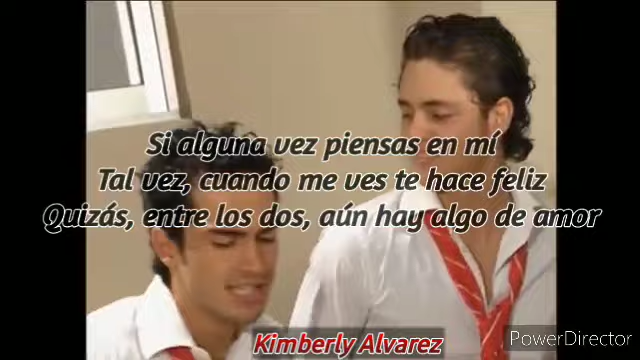 Si alguna vez piensas en mí
Tal vez, cuando me ves te hace feliz
Quizás, entre los dos, aún hay algo de amor
Kimberly Alvarez
PowerDirector